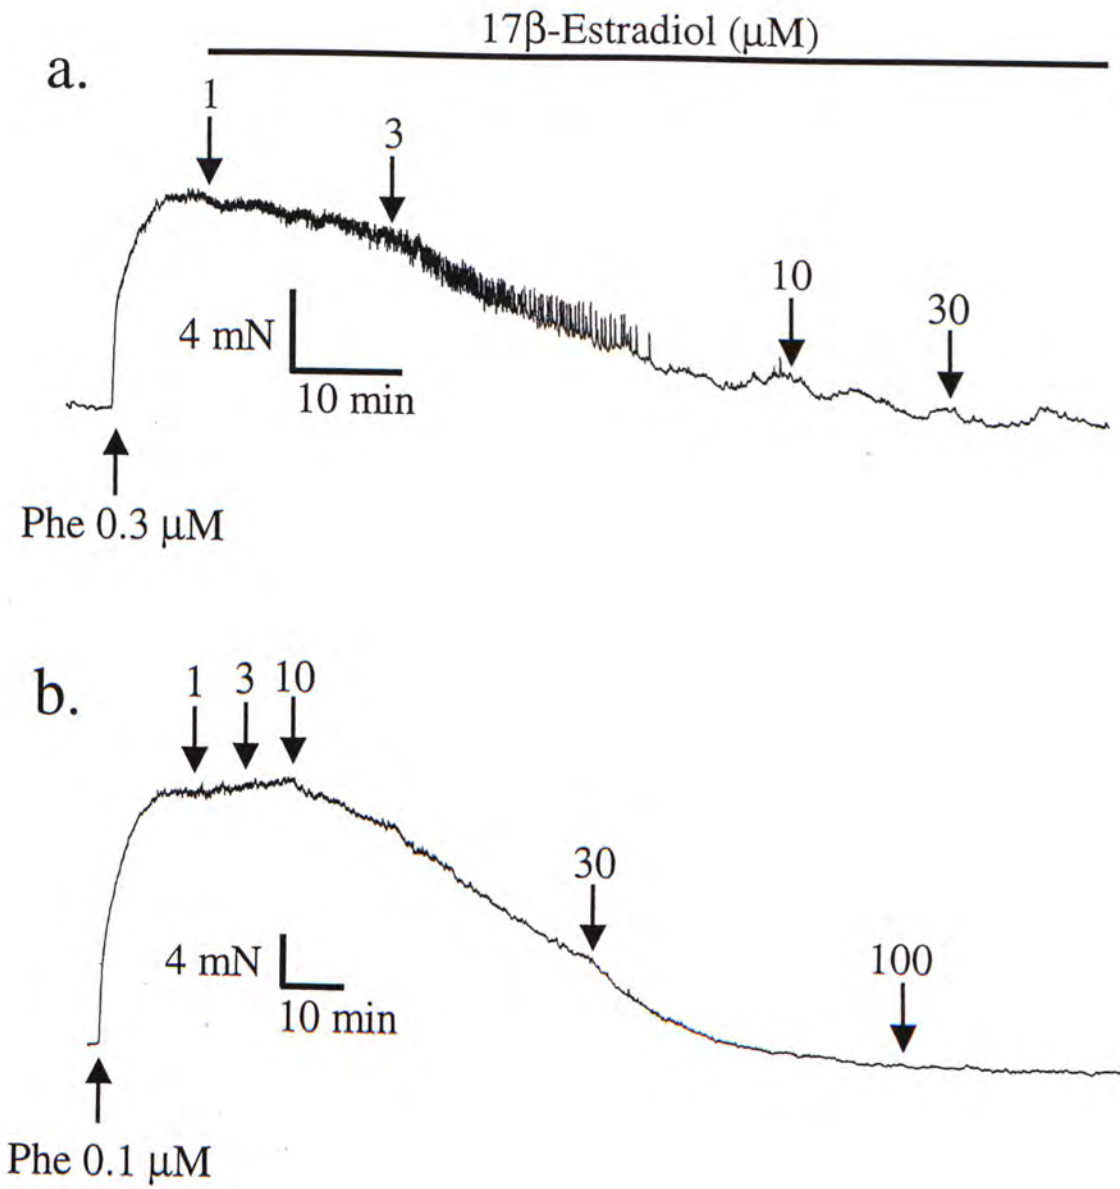 17β-Estradiol (μM)
a.
1
3
10
30
4 mN
10 min
Phe 0.3 μM
b.
1 3 10
30
100
4 mN
10 min
Phe 0.1 μM